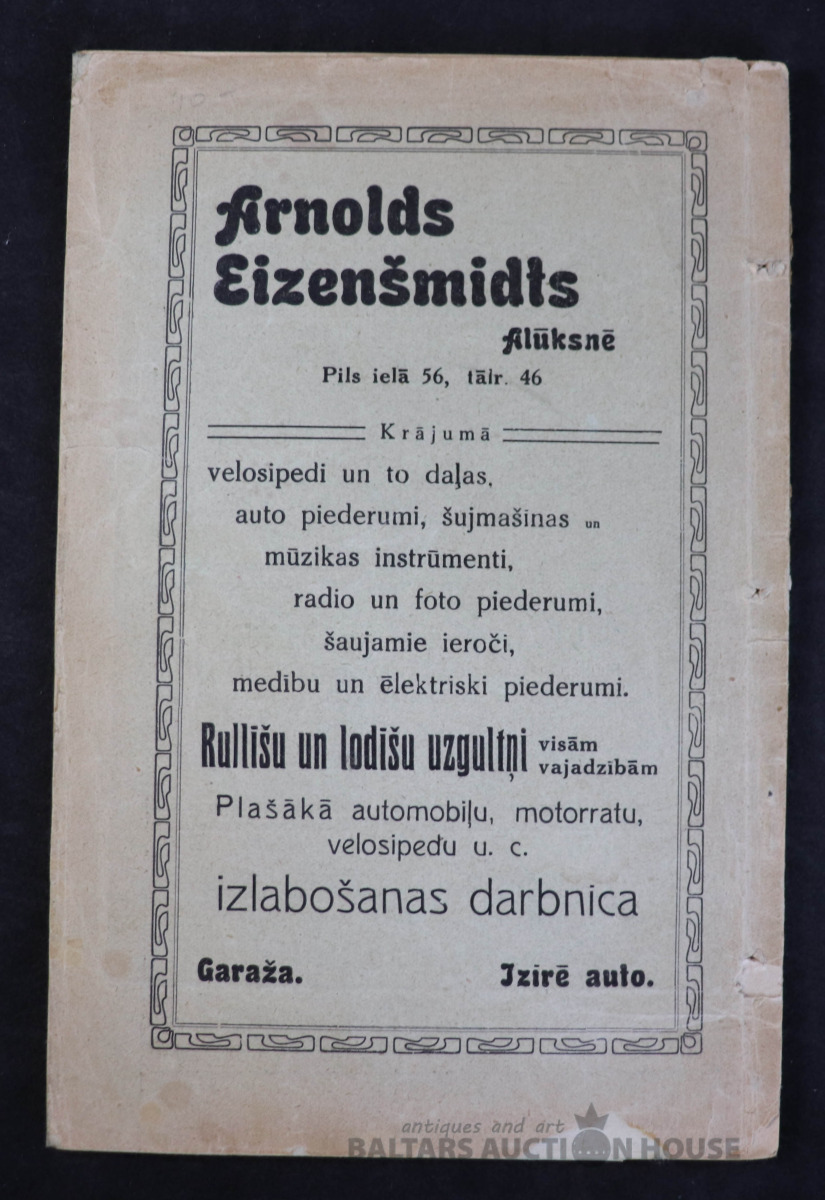 Arnolds
Eizenšmidts
Alūksnē
Pils ielā 56, tālr. 46
Krājumā
velosipedi un to daļas,
auto piederumi, šujmašinas un
mūzikas instrūmenti,
radio un foto piederumi,
šaujamie ieroči,
medību un ēlektriski piederumi.
Rullīšu un lodīšu uzgultņi visām vajadzībām
Plašākā automobiļu, motorratu,
velosipedu u. c.
izlabošanas darbnica
Garaža. Izīrē auto.
antiques and art
BALTARS AUCTION HOUSE